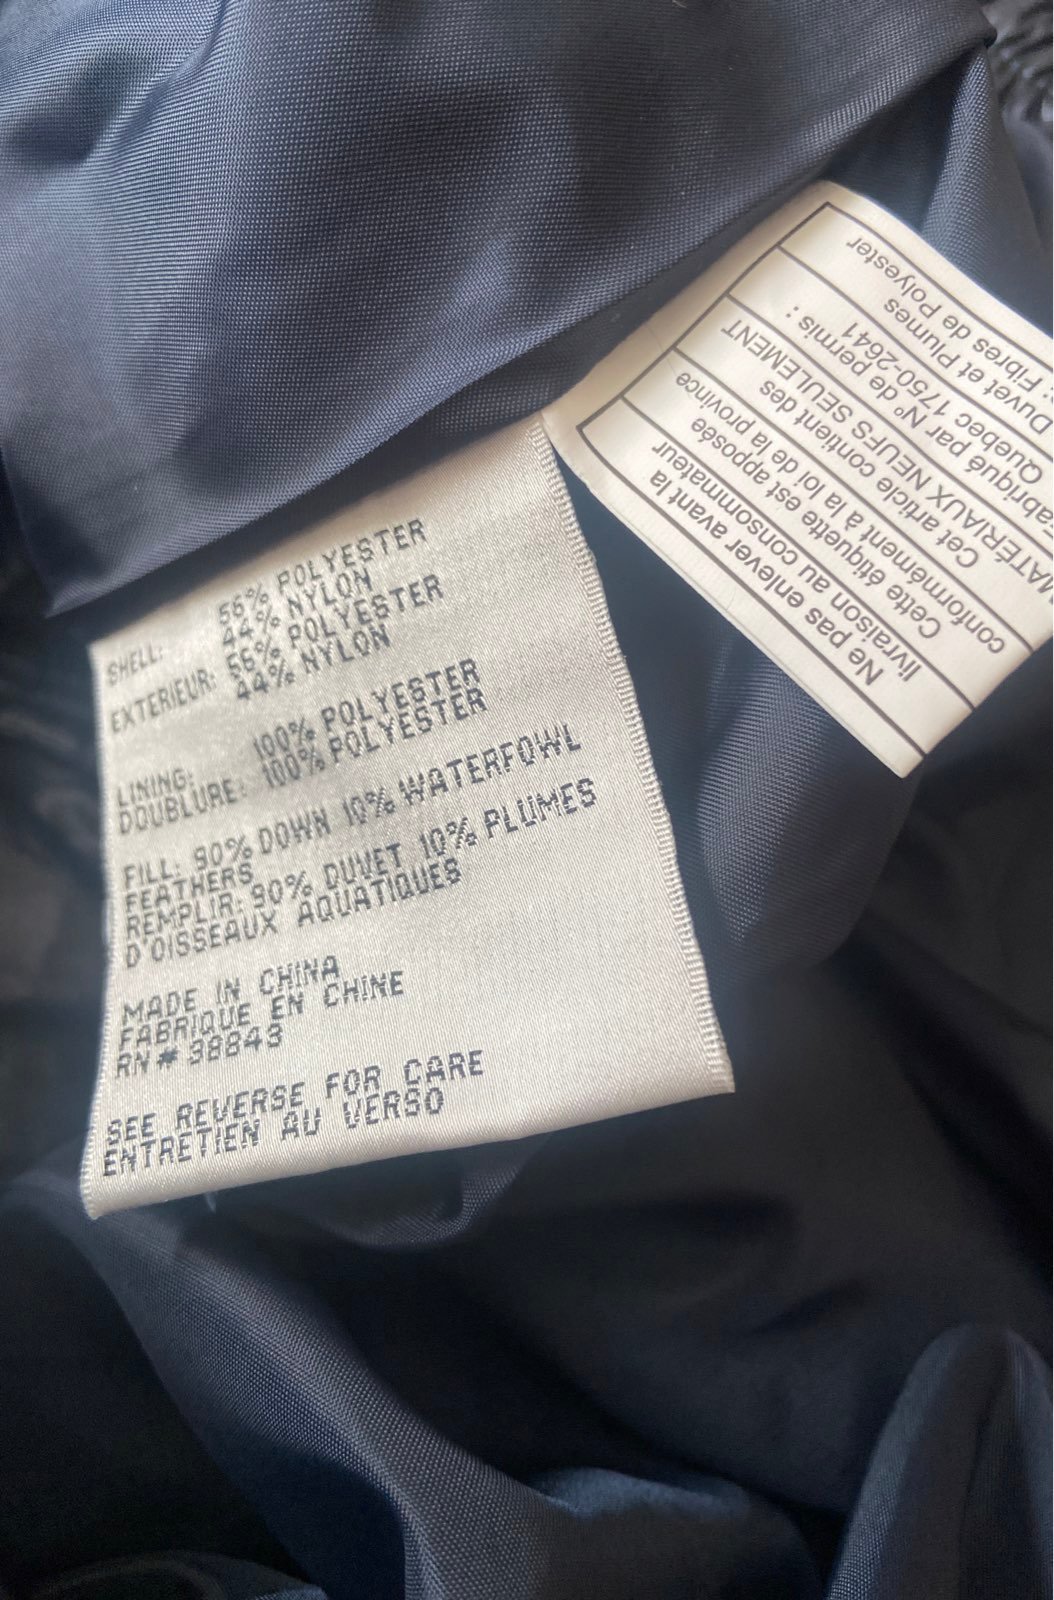 SHELL: 56% POLYESTER
44% NYLON
EXTERIEUR: 56% POLYESTER
44% NYLON
LINING: 100% POLYESTER
DOUBLURE: 100% POLYESTER
FILL: 90% DOWN 10% WATERFOWL
FEATHERS
REMPLIR: 90% DUVET 10% PLUMES
D'OISSEAUX AQUATIQUES
MADE IN CHINA
FABRIQUE EN CHINE
RN# 38843
SEE REVERSE FOR CARE
ENTRETIEN AU VERSO
Ne pas enlever avant la
livraison au consommateur
Cette étiquette est apposée
conformément à la loi de la province
Cet article contient des
MATÉRIAUX NEUFS SEULEMENT
par N° de permis :
Québec 1750-2641
Duvet et Plumes
: Fibres de Polyester
Polyester